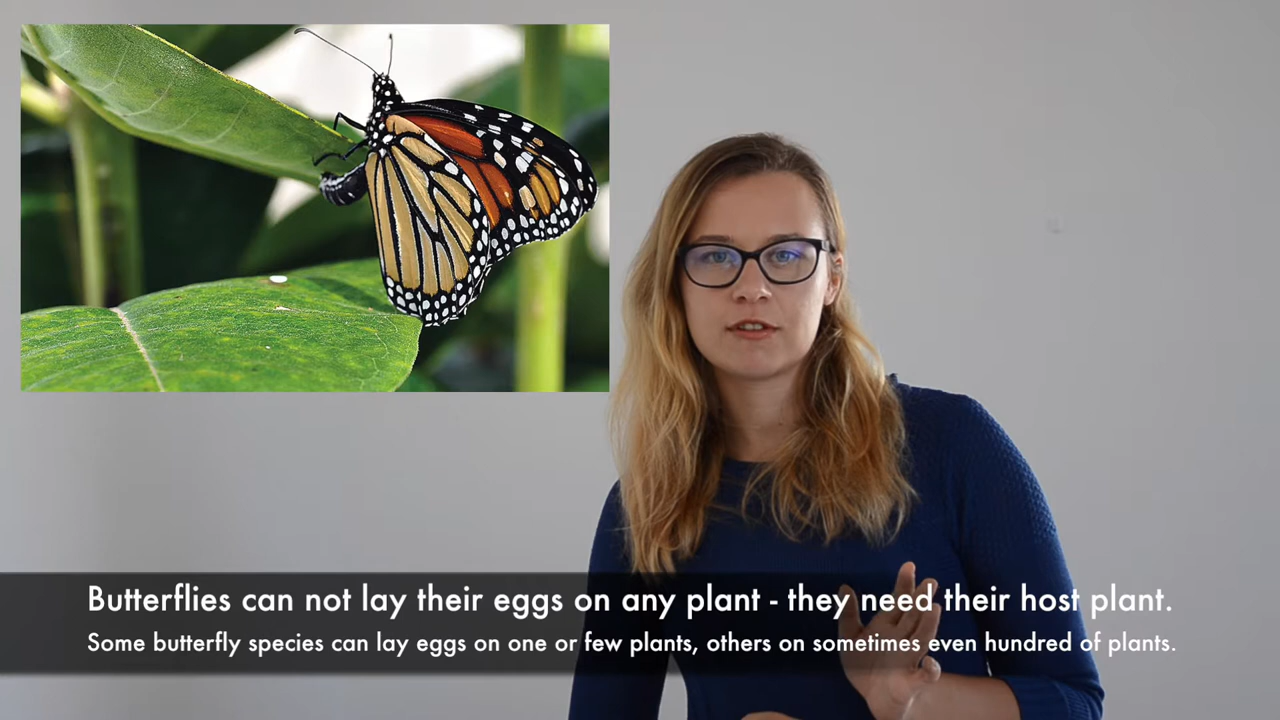 Butterflies can not lay their eggs on any plant - they need their host plant.
Some butterfly species can lay eggs on one or few plants, others on sometimes even hundred of plants.